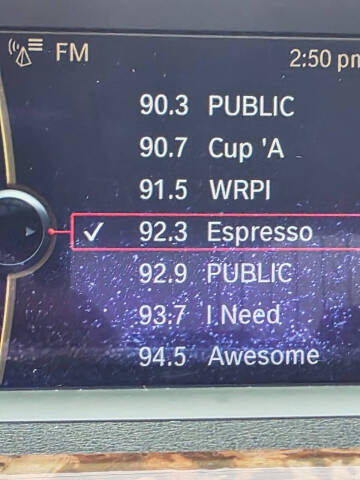 FM 2:50 pm
90.3 PUBLIC
90.7 Cup 'A
91.5 WRPI
✓ 92.3 Espresso
92.9 PUBLIC
93.7 I Need
94.5 Awesome